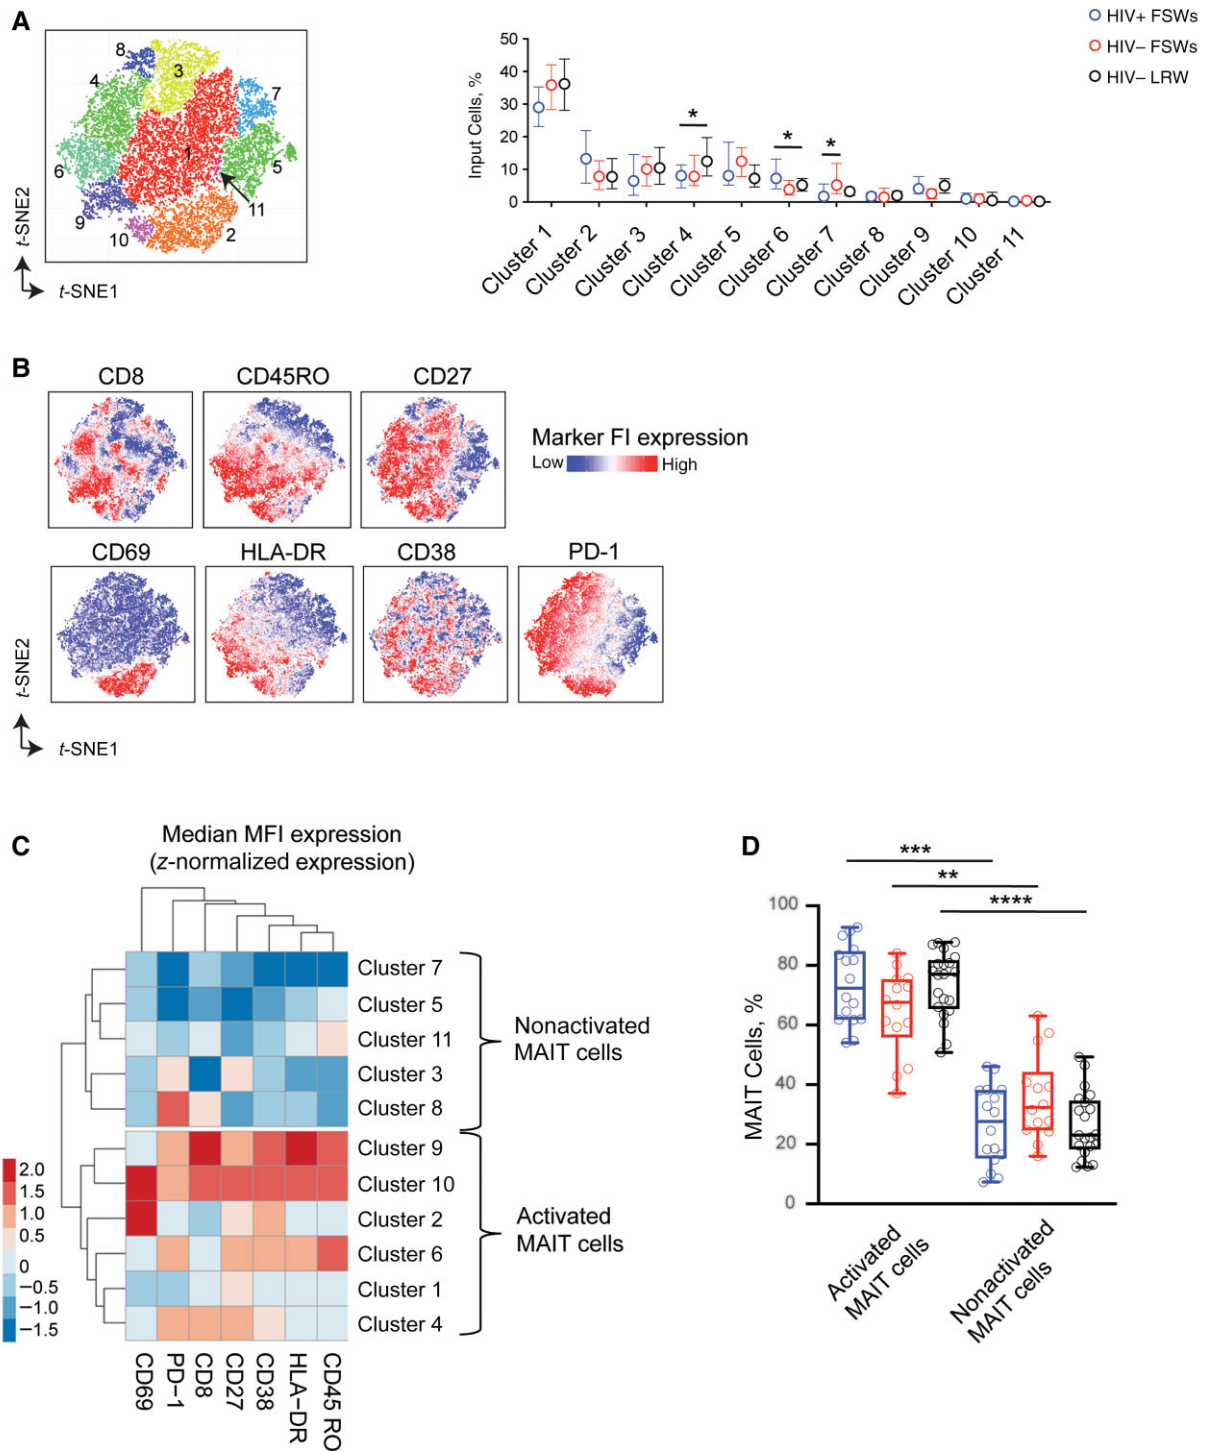 A
HIV+ FSWs
HIV– FSWs
HIV– LRW
8
3
4
7
1
6
5
9
10
2
11
t-SNE2
t-SNE1
Input Cells, %
50
40
30
20
10
0
*
*
*
Cluster 1
Cluster 2
Cluster 3
Cluster 4
Cluster 5
Cluster 6
Cluster 7
Cluster 8
Cluster 9
Cluster 10
Cluster 11
B
CD8
CD45RO
CD27
Marker FI expression
Low
High
CD69
HLA-DR
CD38
PD-1
t-SNE2
t-SNE1
C
Median MFI expression
(z-normalized expression)
Cluster 7
Cluster 5
Cluster 11
Cluster 3
Cluster 8
Cluster 9
Cluster 10
Cluster 2
Cluster 6
Cluster 1
Cluster 4
Nonactivated
MAIT cells
Activated
MAIT cells
2.0
1.5
1.0
0.5
0
−0.5
−1.0
−1.5
CD69
PD−1
CD8
CD27
CD38
HLA−DR
CD45 RO
D
***
**
****
MAIT Cells, %
100
80
60
40
20
0
Activated
MAIT cells
Nonactivated
MAIT cells